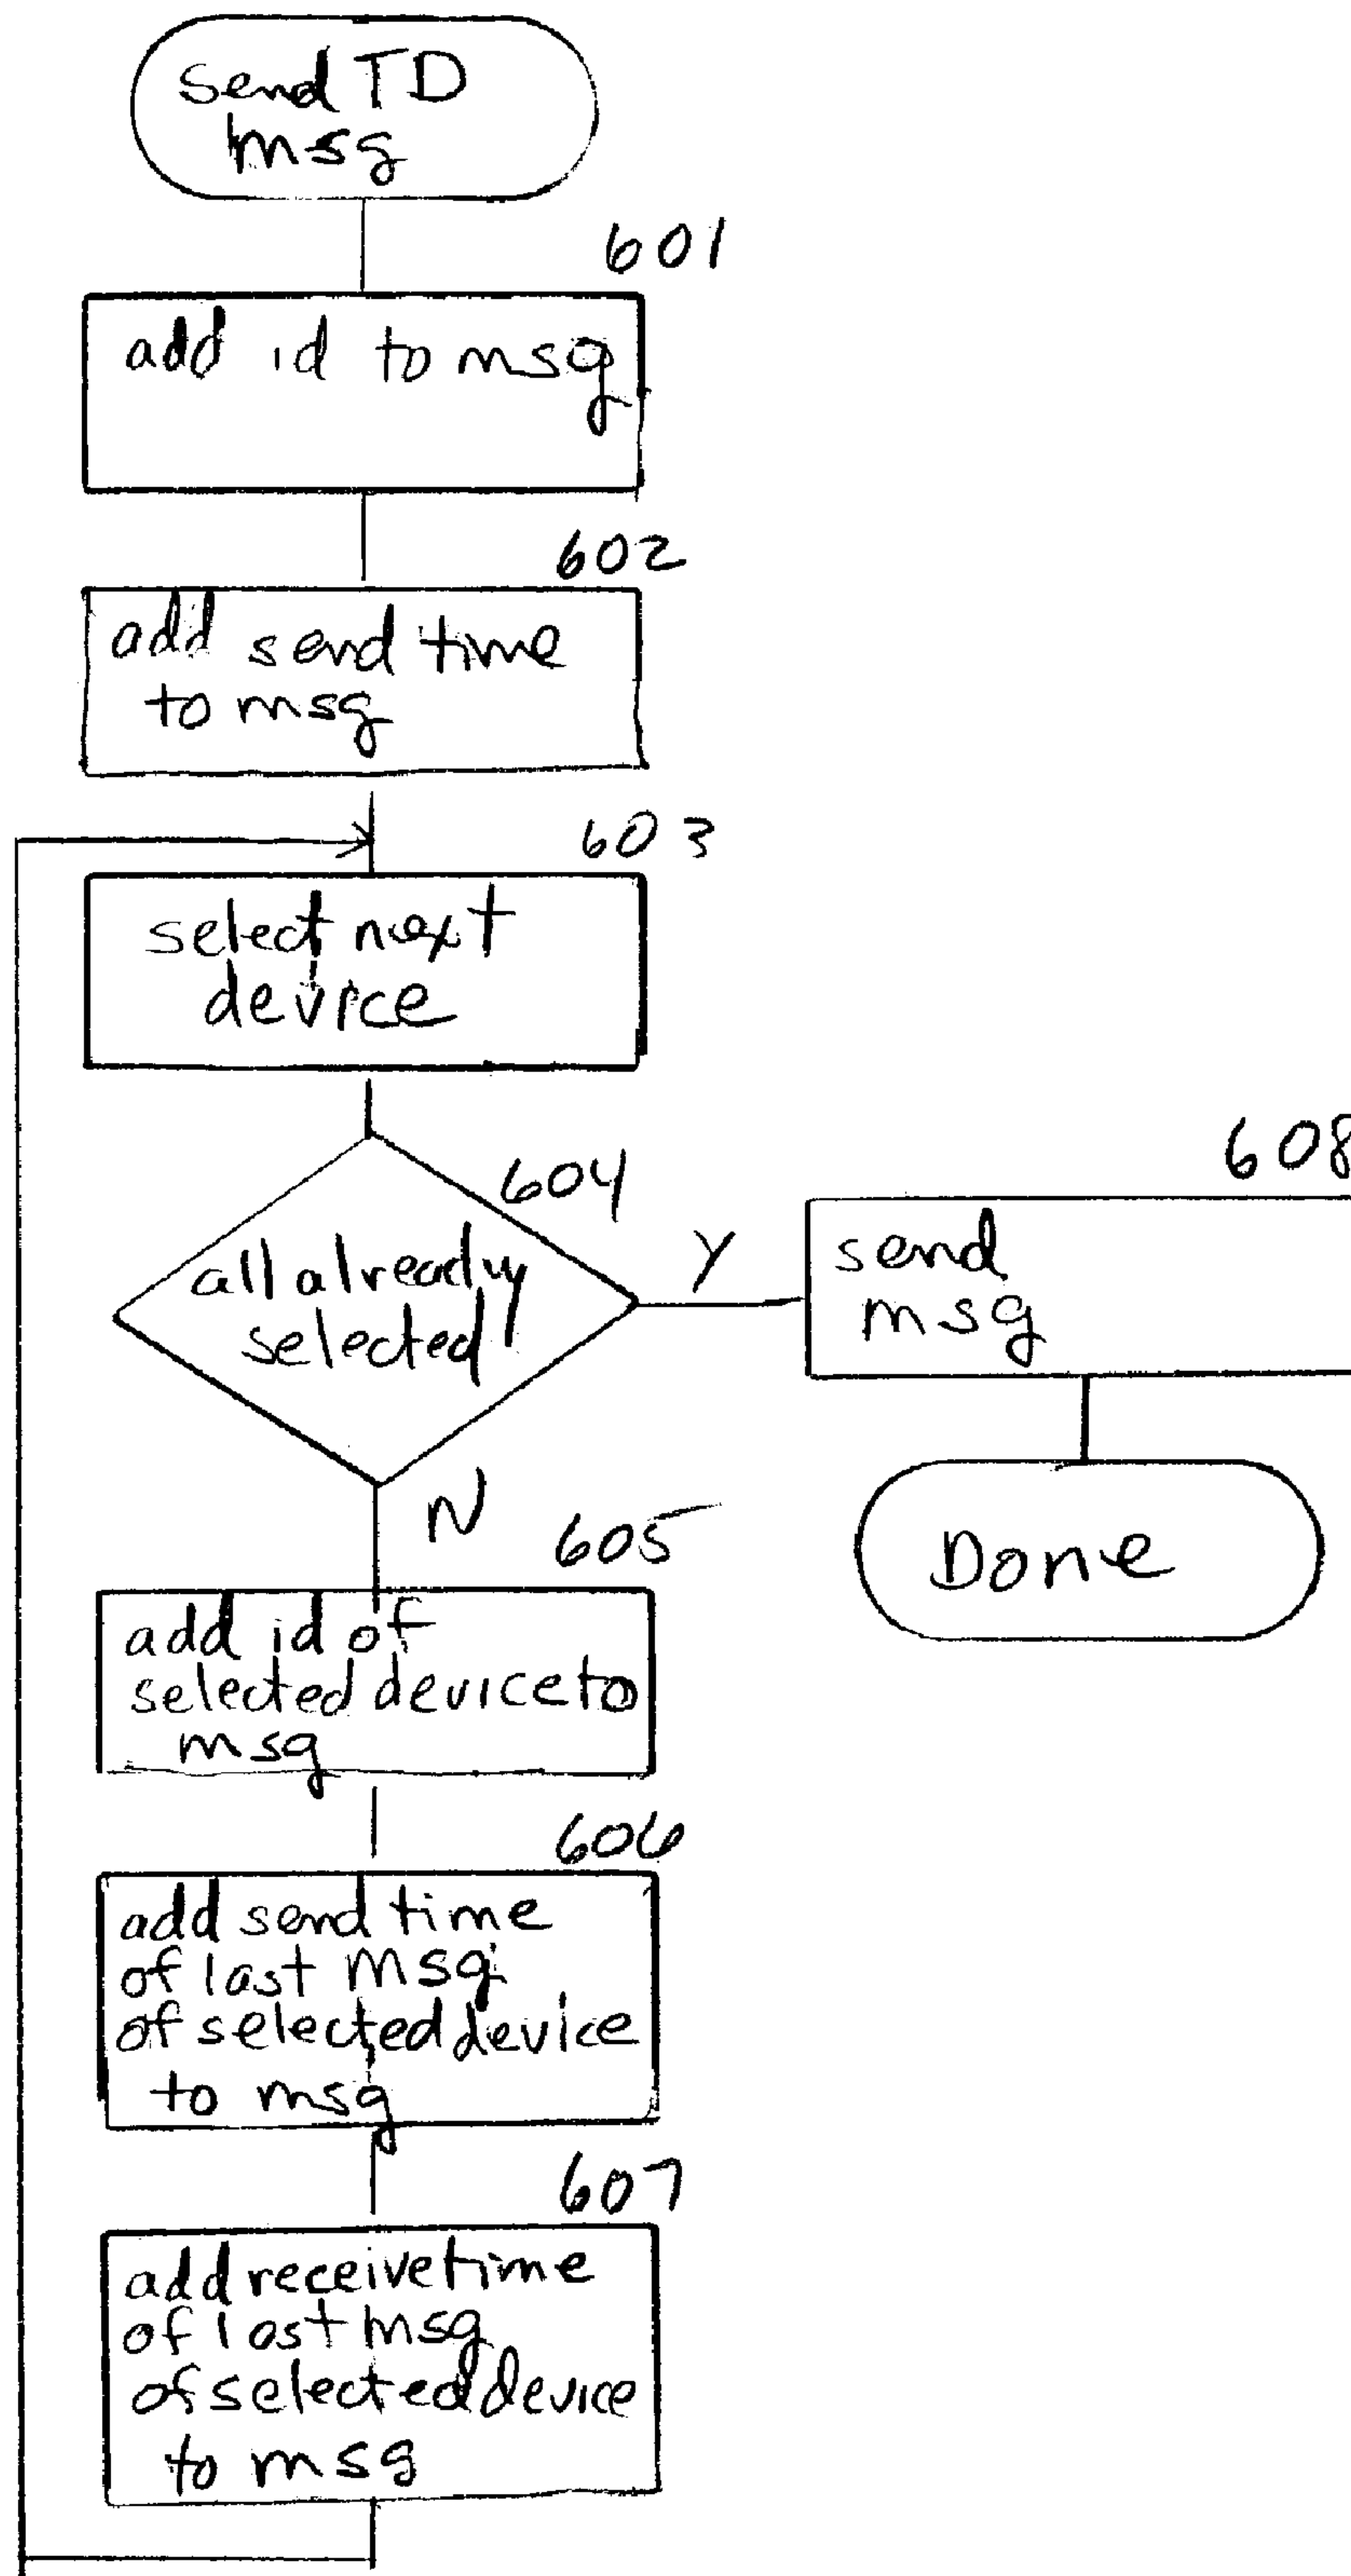 send TD
msg
601
add id to msg
602
add send time
to msg
603
select next
device
604
all already
selected
Y
608
send
msg
Done
N
605
add id of
selected device to
msg
606
add send time
of last msg
of selected device
to msg
607
add receive time
of last msg
of selected device
to msg